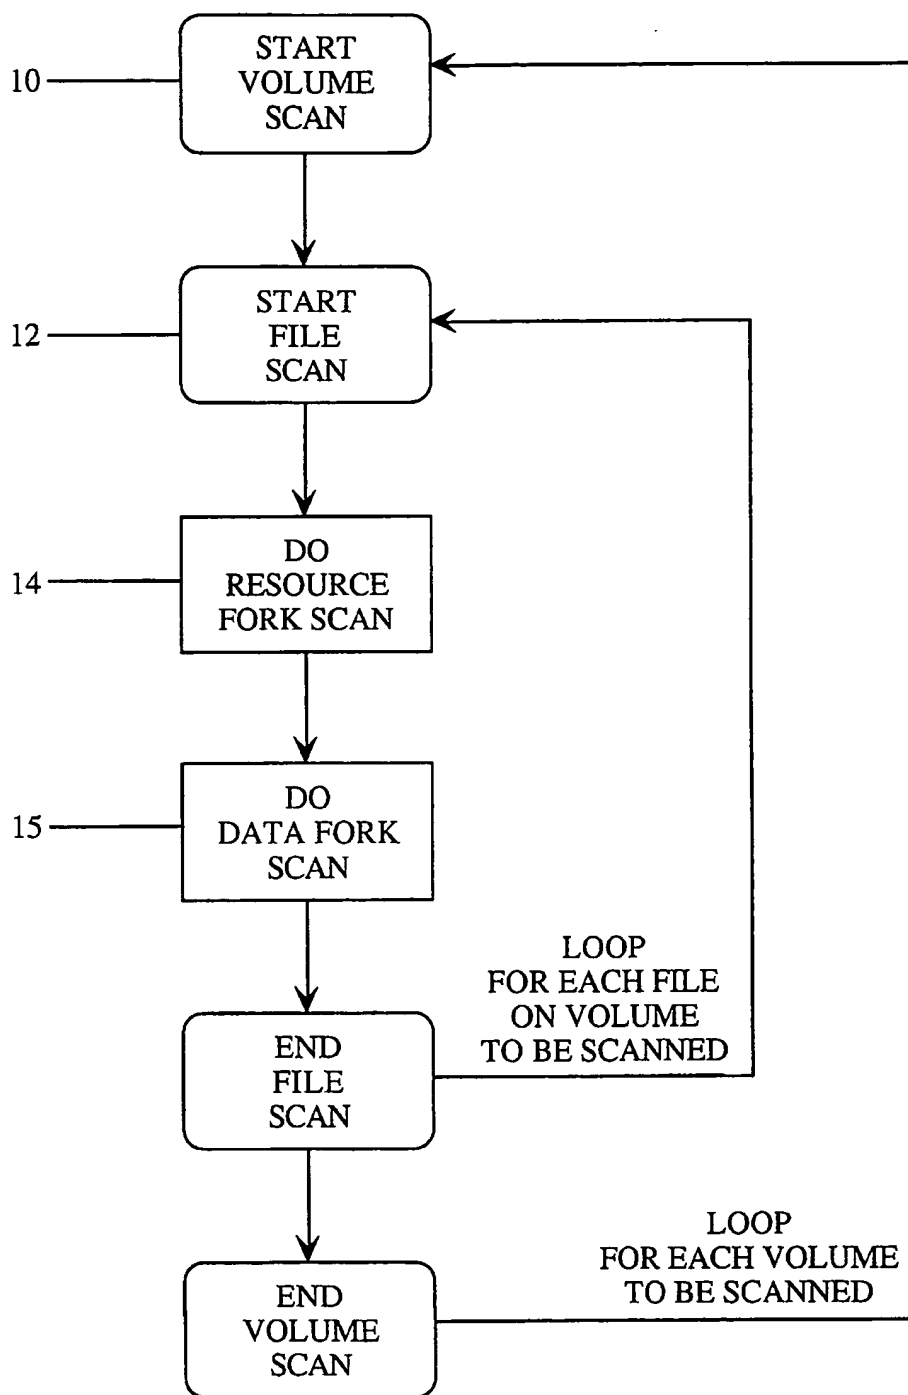 START
VOLUME
SCAN
10
START
FILE
SCAN
12
DO
RESOURCE
FORK SCAN
14
DO
DATA FORK
SCAN
15
LOOP
FOR EACH FILE
ON VOLUME
TO BE SCANNED
END
FILE
SCAN
LOOP
FOR EACH VOLUME
TO BE SCANNED
END
VOLUME
SCAN